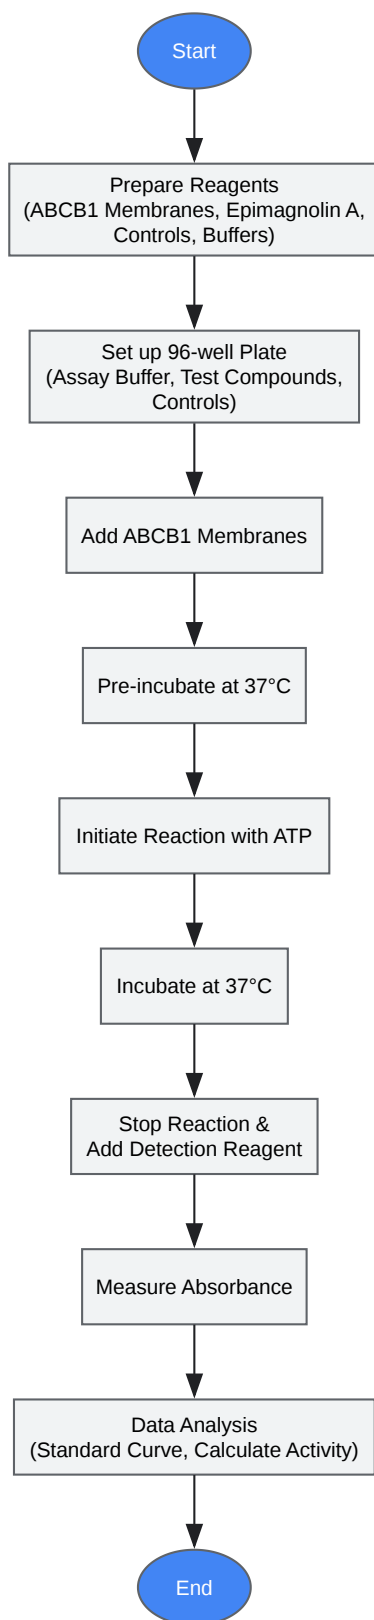 Start
Prepare Reagents
(ABCB1 Membranes, Epimagnolin A,
Controls, Buffers)
Set up 96-well Plate
(Assay Buffer, Test Compounds,
Controls)
Add ABCB1 Membranes
Pre-incubate at 37°C
Initiate Reaction with ATP
Incubate at 37°C
Stop Reaction &
Add Detection Reagent
Measure Absorbance
Data Analysis
(Standard Curve, Calculate Activity)
End